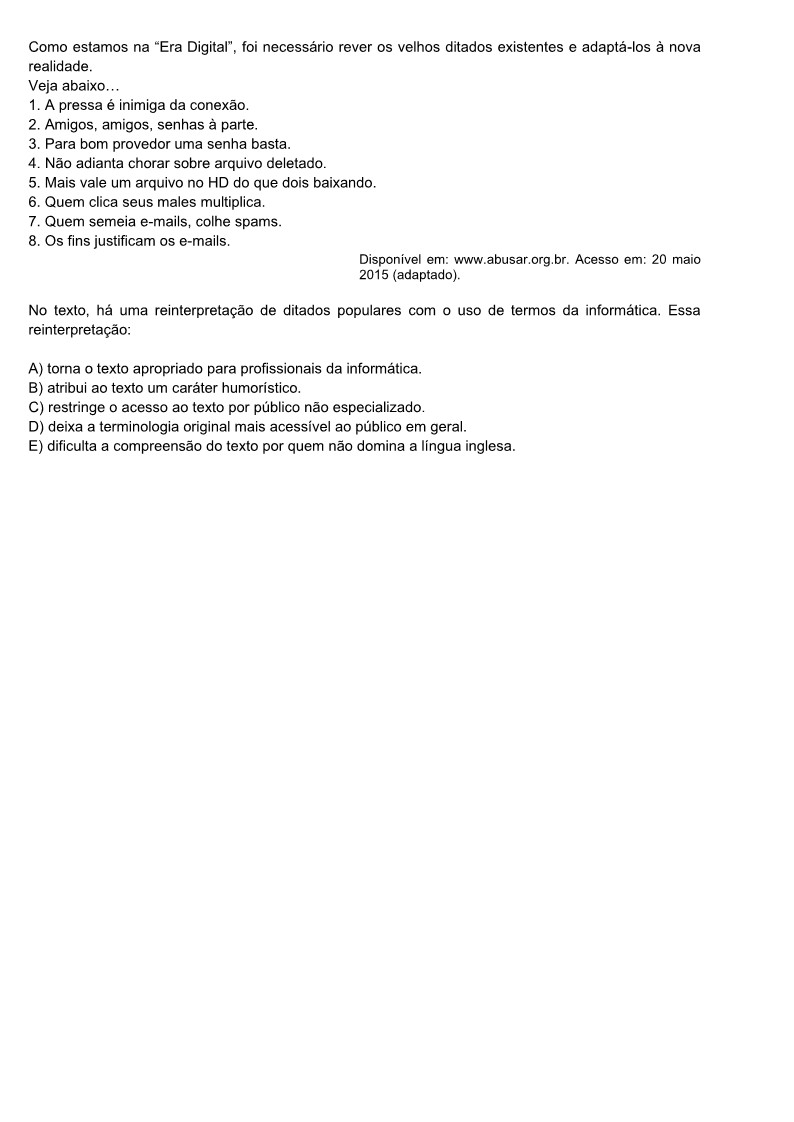 Como estamos na “Era Digital”, foi necessário rever os velhos ditados existentes e adaptá-los à nova
realidade.
Veja abaixo…
1. A pressa é inimiga da conexão.
2. Amigos, amigos, senhas à parte.
3. Para bom provedor uma senha basta.
4. Não adianta chorar sobre arquivo deletado.
5. Mais vale um arquivo no HD do que dois baixando.
6. Quem clica seus males multiplica.
7. Quem semeia e-mails, colhe spams.
8. Os fins justificam os e-mails.
Disponível em: www.abusar.org.br. Acesso em: 20 maio
2015 (adaptado).
No texto, há uma reinterpretação de ditados populares com o uso de termos da informática. Essa
reinterpretação:
A) torna o texto apropriado para profissionais da informática.
B) atribui ao texto um caráter humorístico.
C) restringe o acesso ao texto por público não especializado.
D) deixa a terminologia original mais acessível ao público em geral.
E) dificulta a compreensão do texto por quem não domina a língua inglesa.